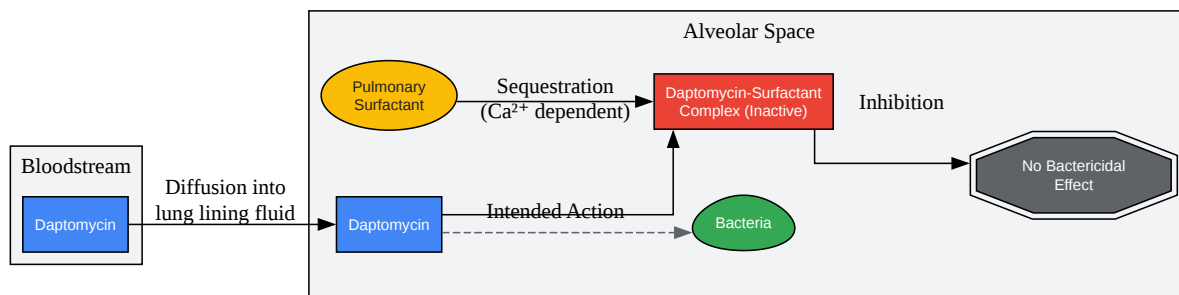 Alveolar Space
Pulmonary
Surfactant
Sequestration
(Ca²⁺ dependent)
Daptomycin-Surfactant
Complex (Inactive)
Inhibition
No Bactericidal
Effect
Bloodstream
Daptomycin
Diffusion into
lung lining fluid
Daptomycin
Intended Action
Bacteria